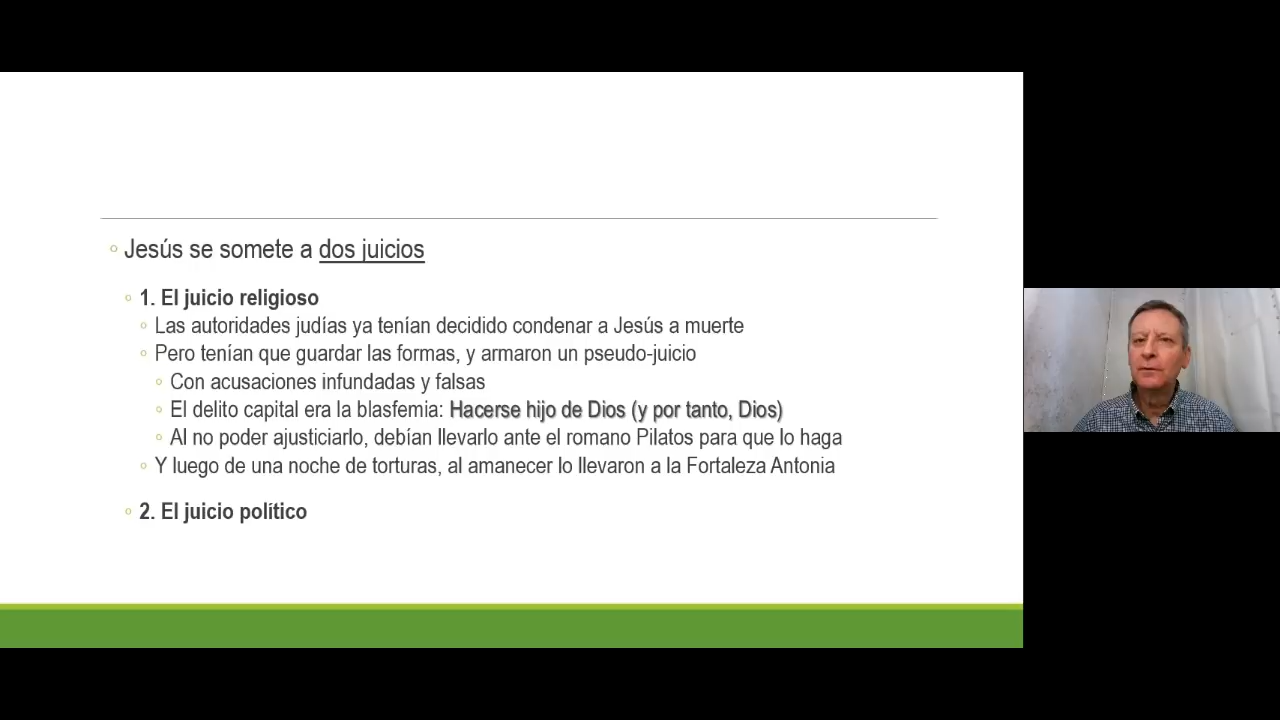 Jesús se somete a dos juicios
1. El juicio religioso
Las autoridades judías ya tenían decidido condenar a Jesús a muerte
Pero tenían que guardar las formas, y armaron un pseudo-juicio
Con acusaciones infundadas y falsas
El delito capital era la blasfemia: Hacerse hijo de Dios (y por tanto, Dios)
Al no poder ajusticiarlo, debían llevarlo ante el romano Pilatos para que lo haga
Y luego de una noche de torturas, al amanecer lo llevaron a la Fortaleza Antonia
2. El juicio político